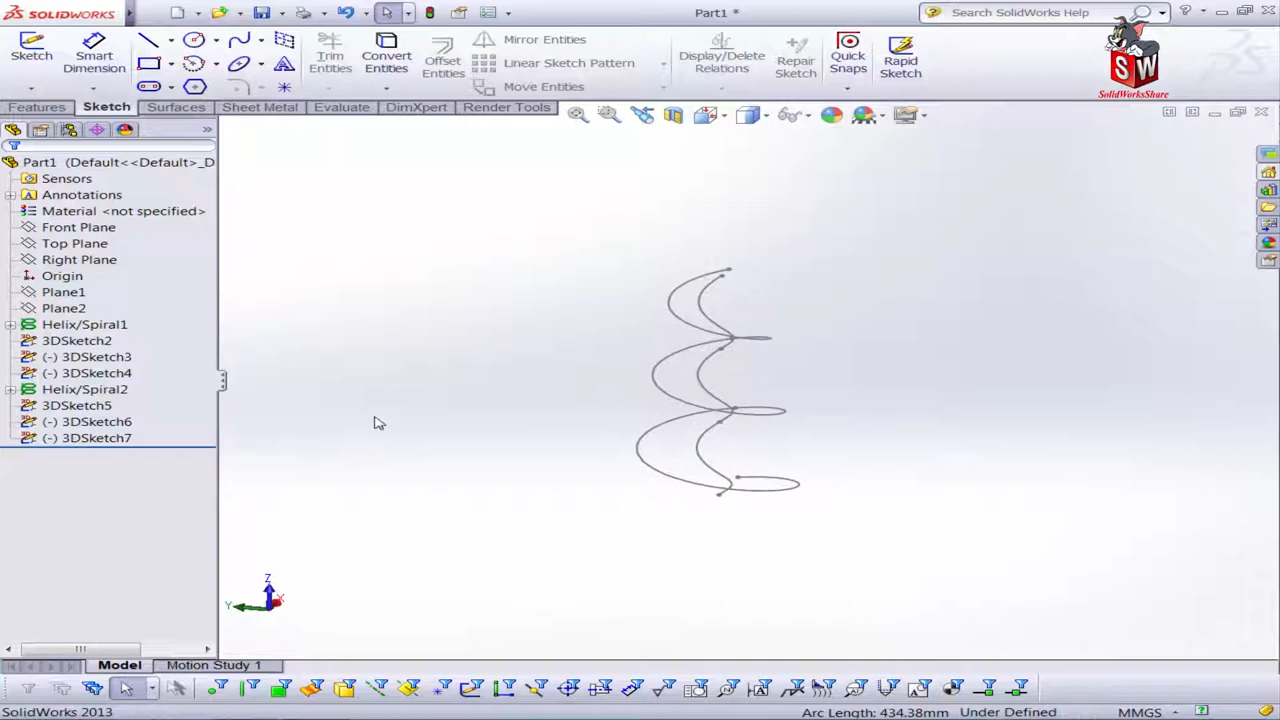 SOLIDWORKS
Part1 *
Search SolidWorks Help
SW
SolidWorksShare
Sketch
Smart Dimension
Trim Entities
Convert Entities
Offset Entities
Mirror Entities
Linear Sketch Pattern
Move Entities
Display/Delete Relations
Repair Sketch
Quick Snaps
Rapid Sketch
Features
Sketch
Surfaces
Sheet Metal
Evaluate
DimXpert
Render Tools
Part1 (Default<<Default>_D
Sensors
A Annotations
Material <not specified>
Front Plane
Top Plane
Right Plane
Origin
Plane1
Plane2
Helix/Spiral1
3DSketch2
(-) 3DSketch3
(-) 3DSketch4
Helix/Spiral2
3DSketch5
(-) 3DSketch6
(-) 3DSketch7
Z
Y
X
Model
Motion Study 1
SolidWorks 2013
Arc Length: 434.38mm
Under Defined
MMGS